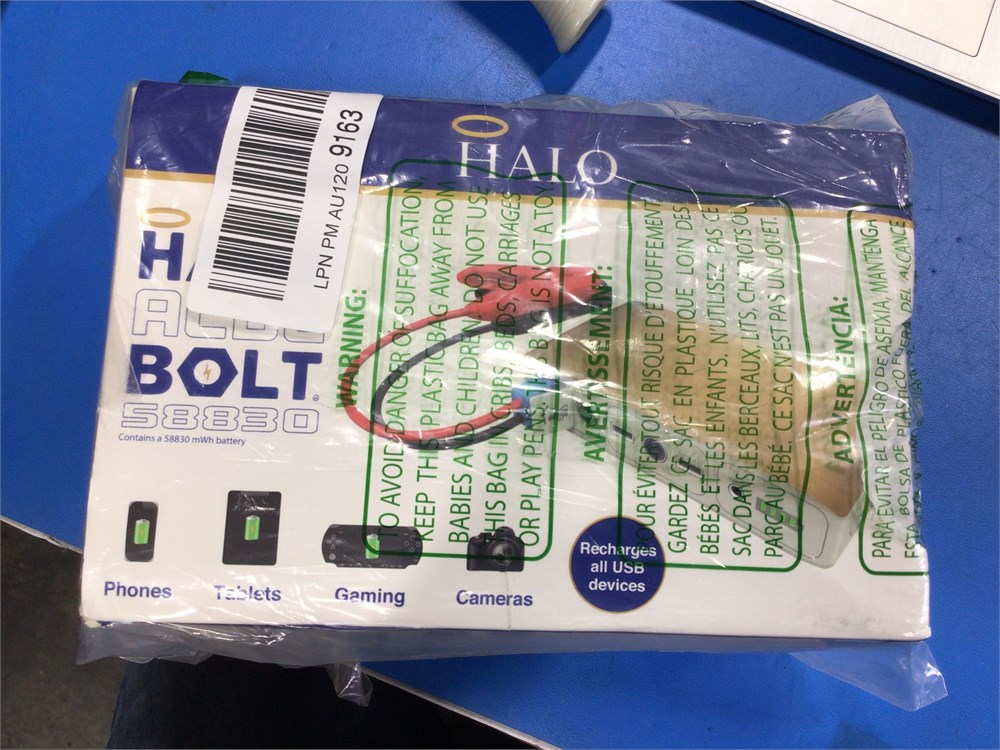 LPN PM AU120 9163
HALO
BOLT®
58830
Contains a 58830 mWh battery
Phones
Tablets
Gaming
Cameras
Recharges
all USB
devices
WARNING:
TO AVOID DANGER OF SUFFOCATION,
KEEP THIS PLASTIC BAG AWAY FROM
BABIES AND CHILDREN. DO NOT USE
THIS BAG IN CRIBS, BEDS, CARRIAGES
OR PLAY PENS. THIS BAG IS NOT A TOY.
AVERTISSEMENT:
POUR ÉVITER TOUT RISQUE D'ÉTOUFFEMENT,
GARDEZ CE SAC EN PLASTIQUE LOIN DES
BÉBÉS ET LES ENFANTS. N'UTILISEZ PAS CE
SAC DANS LES BERCEAUX, LITS, CHARIOTS OU
PARC AU BÉBÉ. CE SAC N'EST PAS UN JOUET.
ADVERTENCIA:
PARA EVITAR EL PELIGRO DE ASFIXIA, MANTENGA
BOLSA DE PLASTICO FUERA DEL ALCANCE